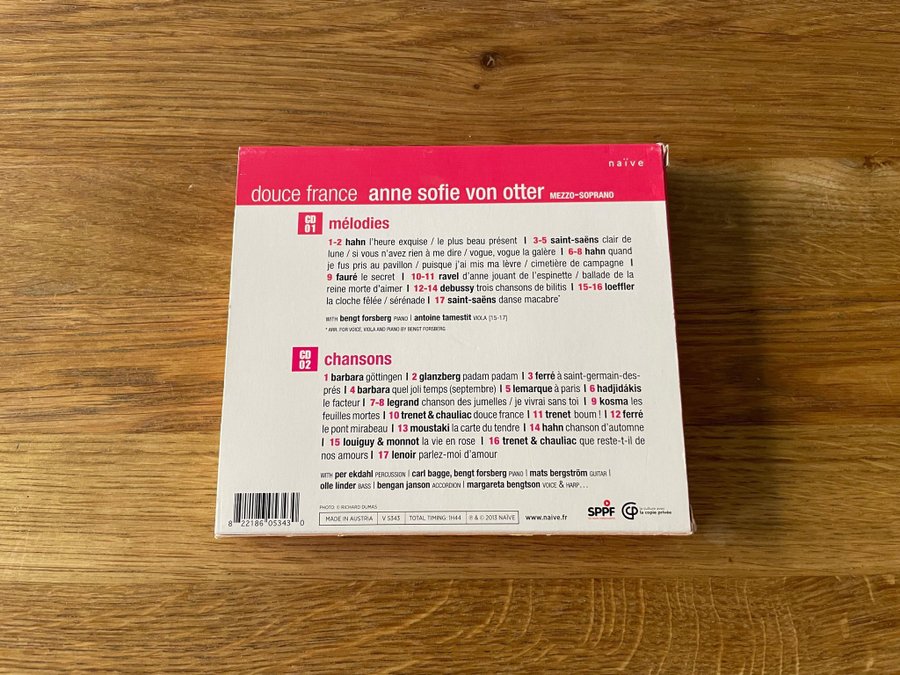 naïve
douce france anne sofie von otter MEZZO-SOPRANO
CD 01 mélodies
1-2 hahn l'heure exquise / le plus beau présent | 3-5 saint-saëns clair de
lune / si vous n'avez rien à me dire / vogue, vogue la galère | 6-8 hahn quand
je fus pris au pavillon / puisque j'ai mis ma lèvre / cimetière de campagne |
9 fauré le secret | 10-11 ravel d'anne jouant de l'espinette / ballade de la
reine morte d'aimer | 12-14 debussy trois chansons de bilitis | 15-16 loeffler
la cloche fêlée / sérénade | 17 saint-saëns danse macabre*
WITH bengt forsberg PIANO | antoine tamestit VIOLA (15-17)
* ARR. FOR VOICE, VIOLA AND PIANO BY BENGT FORSBERG
CD 02 chansons
1 barbara göttingen | 2 glanzberg padam padam | 3 ferré à saint-germain-des-
prés | 4 barbara quel joli temps (septembre) | 5 lemarque à paris | 6 hadjidákis
le facteur | 7-8 legrand chanson des jumelles / je vivrai sans toi | 9 kosma les
feuilles mortes | 10 trenet & chauliac douce france | 11 trenet boum ! | 12 ferré
le pont mirabeau | 13 moustaki la carte du tendre | 14 hahn chanson d'automne
| 15 louiguy & monnot la vie en rose | 16 trenet & chauliac que reste-t-il de
nos amours | 17 lenoir parlez-moi d'amour
WITH per ekdahl PERCUSSION | carl bagge, bengt forsberg PIANO | mats bergström GUITAR |
olle linder BASS | bengan janson ACCORDION | margareta bengtson VOICE & HARP...
PHOTO: © RICHARD DUMAS
8 22186 05343 0
MADE IN AUSTRIA | V 5343 | TOTAL TIMING: 1H44 | ℗ & © 2013 NAÏVE
www.naive.fr
SPPF
la culture avec
la copie privée